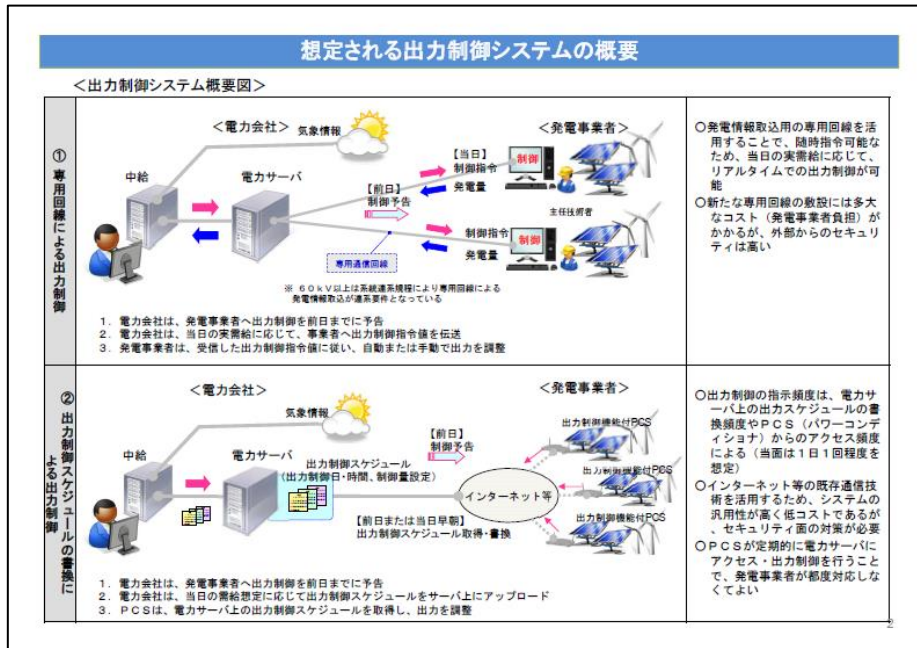 想定される出力制御システムの概要
＜出力制御システム概要図＞
① 専用回線による出力制御
＜電力会社＞
気象情報
＜発電事業者＞
中給
電力サーバ
【前日】
制御予告
【当日】
制御指令
発電量
制御
主任技術者
制御指令
発電量
制御
専用通信回線
※ ６０ｋＶ以上は系統連系規程により専用回線による
発電情報取込が連系要件となっている
１．電力会社は、発電事業者へ出力制御を前日までに予告
２．電力会社は、当日の実需給に応じて、事業者へ出力制御指令値を伝送
３．発電事業者は、受信した出力制御指令値に従い、自動または手動で出力を調整
○発電情報取込用の専用回線を活
用することで、随時指令可能な
ため、当日の実需給に応じて、
リアルタイムでの出力制御が可
能
○新たな専用回線の敷設には多大
なコスト（発電事業者負担）が
かかるが、外部からのセキュリ
ティは高い
② 出力制御スケジュールの書換に
よる出力制御
＜電力会社＞
気象情報
＜発電事業者＞
中給
電力サーバ
出力制御スケジュール
（出力制御日・時間、制御量設定）
【前日】
制御予告
インターネット等
【前日または当日早朝】
出力制御スケジュール取得・書換
出力制御機能付PCS
出力制御機能付PCS
出力制御機能付PCS
１．電力会社は、発電事業者へ出力制御を前日までに予告
２．電力会社は、当日の需給想定に応じて出力制御スケジュールをサーバ上にアップロード
３．ＰＣＳは、電力サーバ上の出力制御スケジュールを取得し、出力を調整
○出力制御の指示頻度は、電力サ
ーバ上の出力スケジュールの書
換頻度やＰＣＳ（パワーコンデ
ィショナ）からのアクセス頻度
による（当面は１日１回程度を
想定）
○インターネット等の既存通信技
術を活用するため、システムの
汎用性が高く低コストであるが
、セキュリティ面の対策が必要
○ＰＣＳが定期的に電力サーバに
アクセス・出力制御を行うこと
で、発電事業者が都度対応しな
くてよい
2